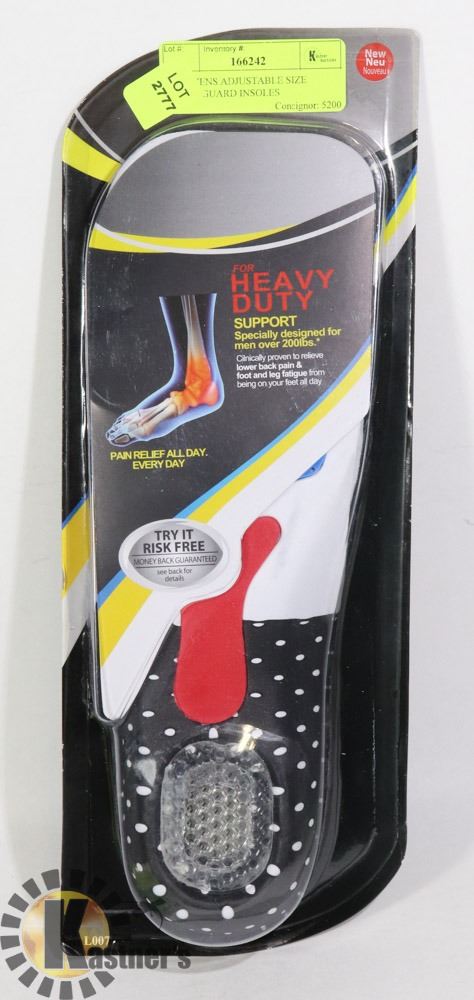 Lot #:
Inventory #:
166242
LOT
2777
ADJUSTABLE SIZE
GUARD INSOLES
Consignor: 5200
New
Neu
Nouveau
FOR
HEAVY
DUTY
SUPPORT
Specially designed for
men over 200lbs.*
Clinically proven to relieve
lower back pain &
foot and leg fatigue from
being on your feet all day
PAIN RELIEF ALL DAY.
EVERY DAY
TRY IT
RISK FREE
MONEY BACK GUARANTEED
see back for
details
L007
Kastner's